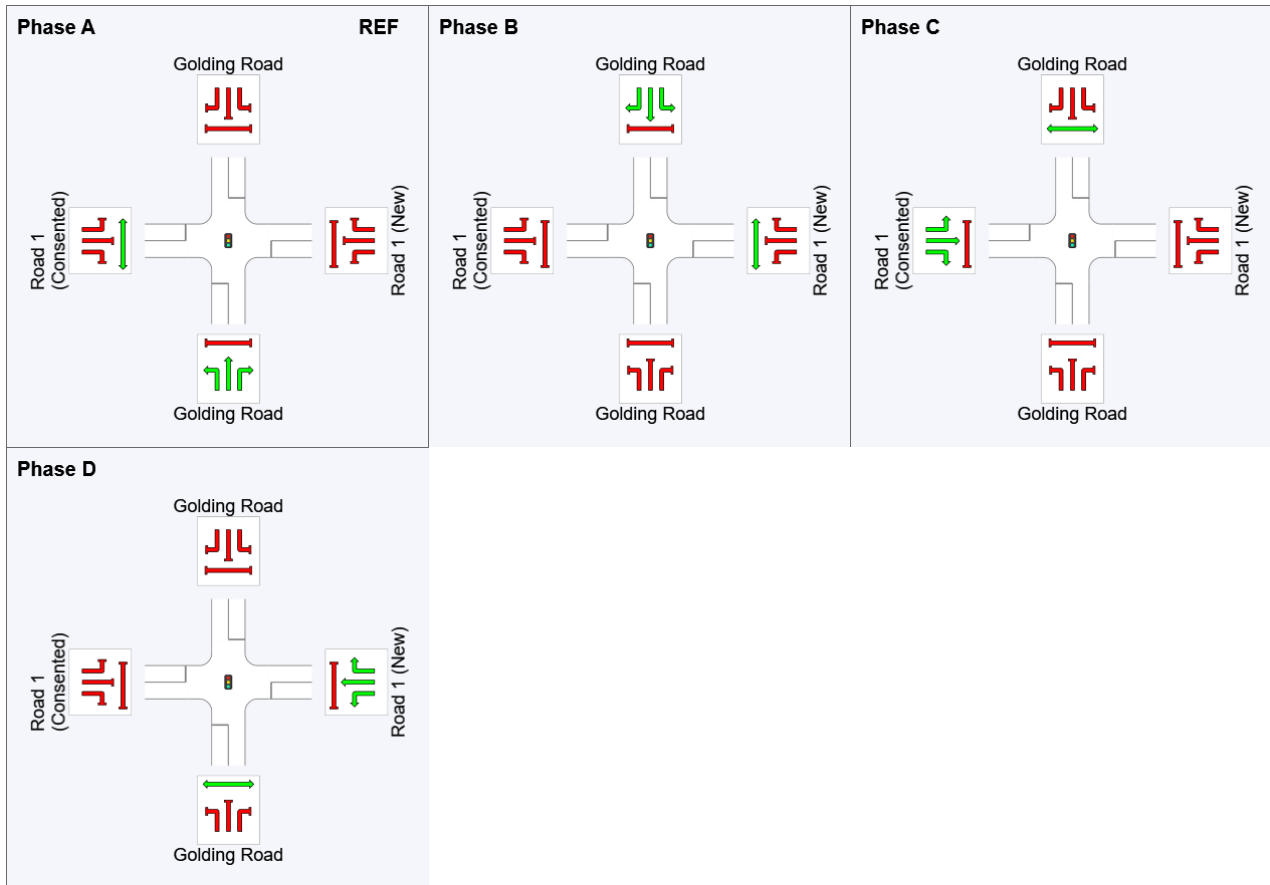 Phase A
REF
Golding Road
Road 1
(Consented)
Road 1 (New)
Golding Road
Phase B
Golding Road
Road 1
(Consented)
Road 1 (New)
Golding Road
Phase C
Golding Road
Road 1
(Consented)
Road 1 (New)
Golding Road
Phase D
Golding Road
Road 1
(Consented)
Road 1 (New)
Golding Road